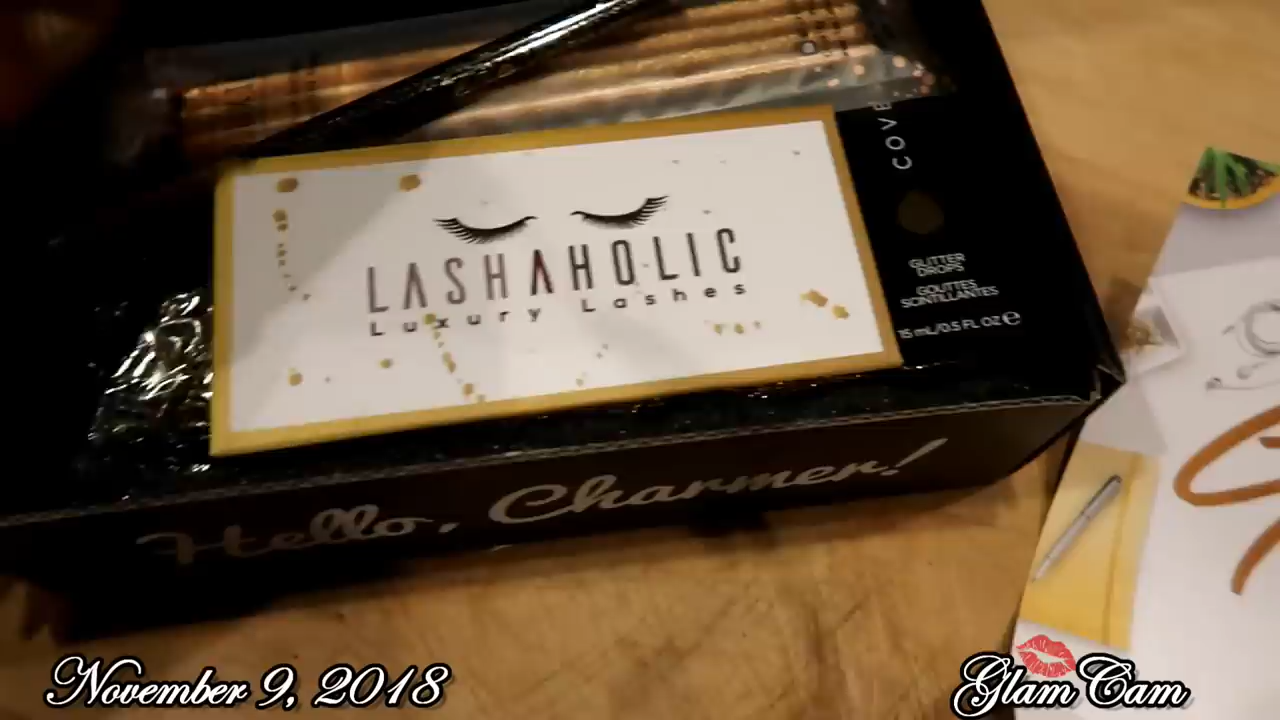 LASHAHOLIC
Luxury Lashes
COVE
GLITTER
DROPS
GOUTTES
SCINTILLANTES
15 mL/0.5 FL OZ ℮
Hello, Charmer!
November 9, 2018
Glam Cam